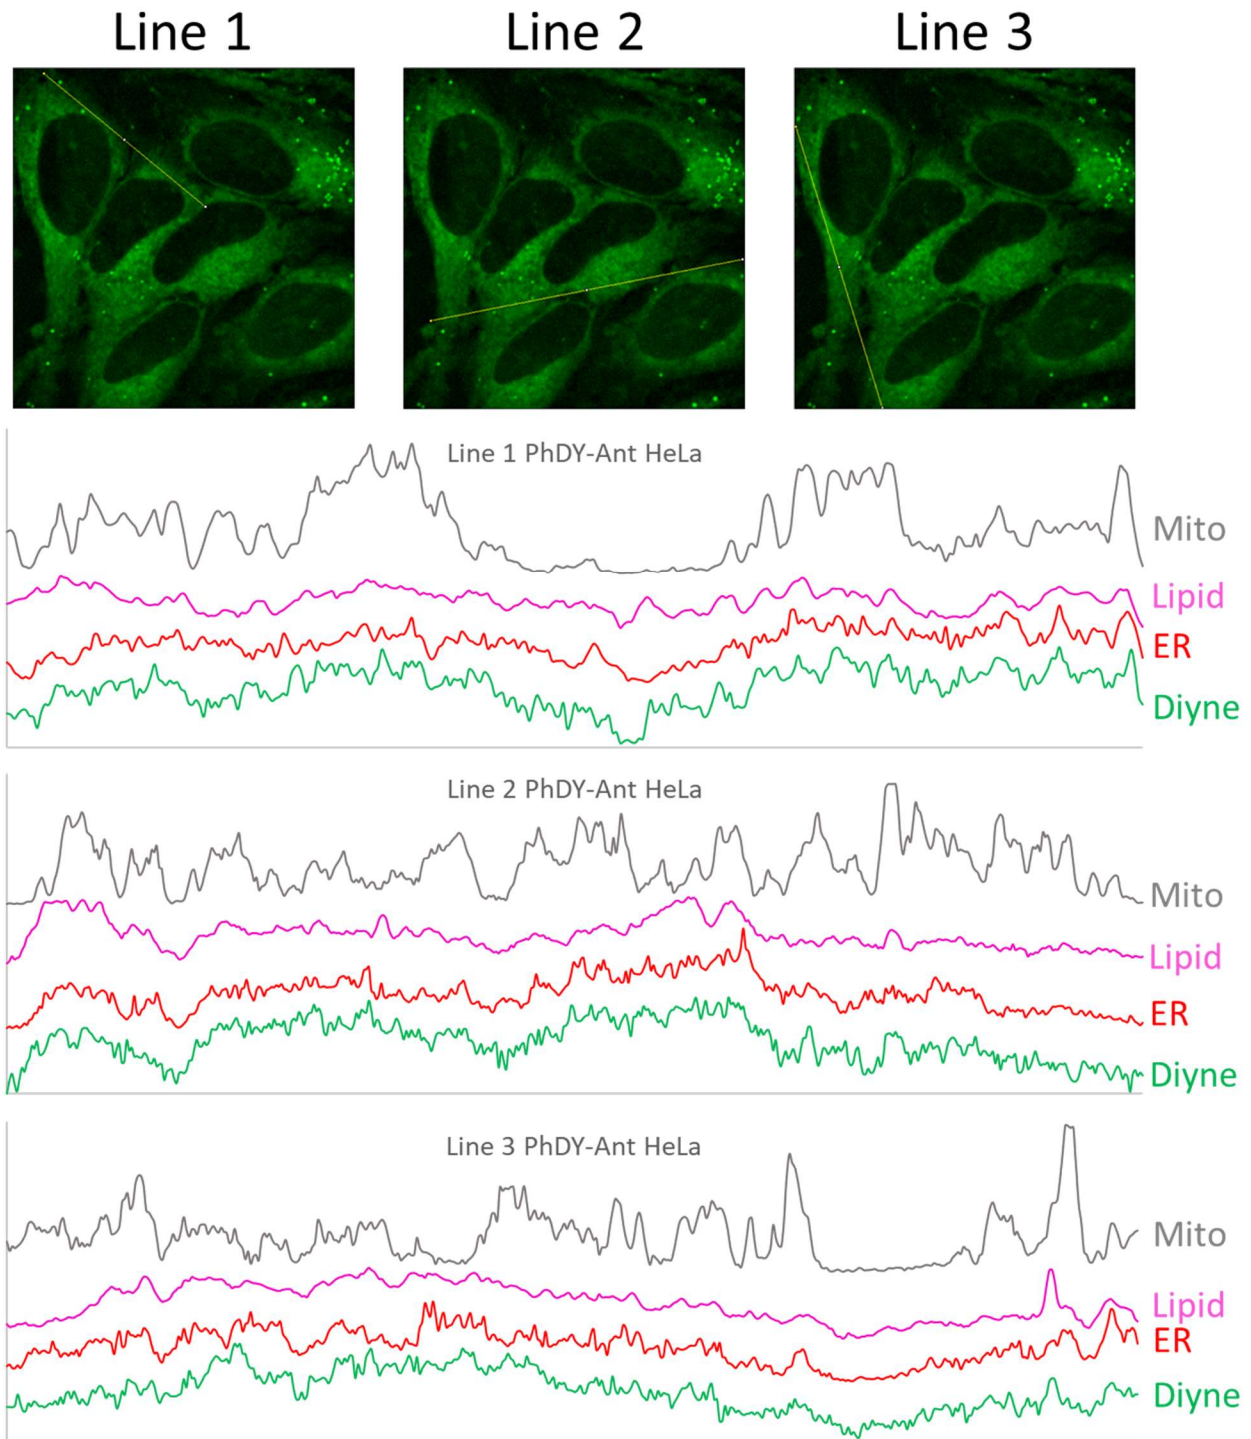 Line 1
Line 2
Line 3
Line 1 PhDY-Ant HeLa
Mito
Lipid
ER
Diyne
Line 2 PhDY-Ant HeLa
Mito
Lipid
ER
Diyne
Line 3 PhDY-Ant HeLa
Mito
Lipid
ER
Diyne